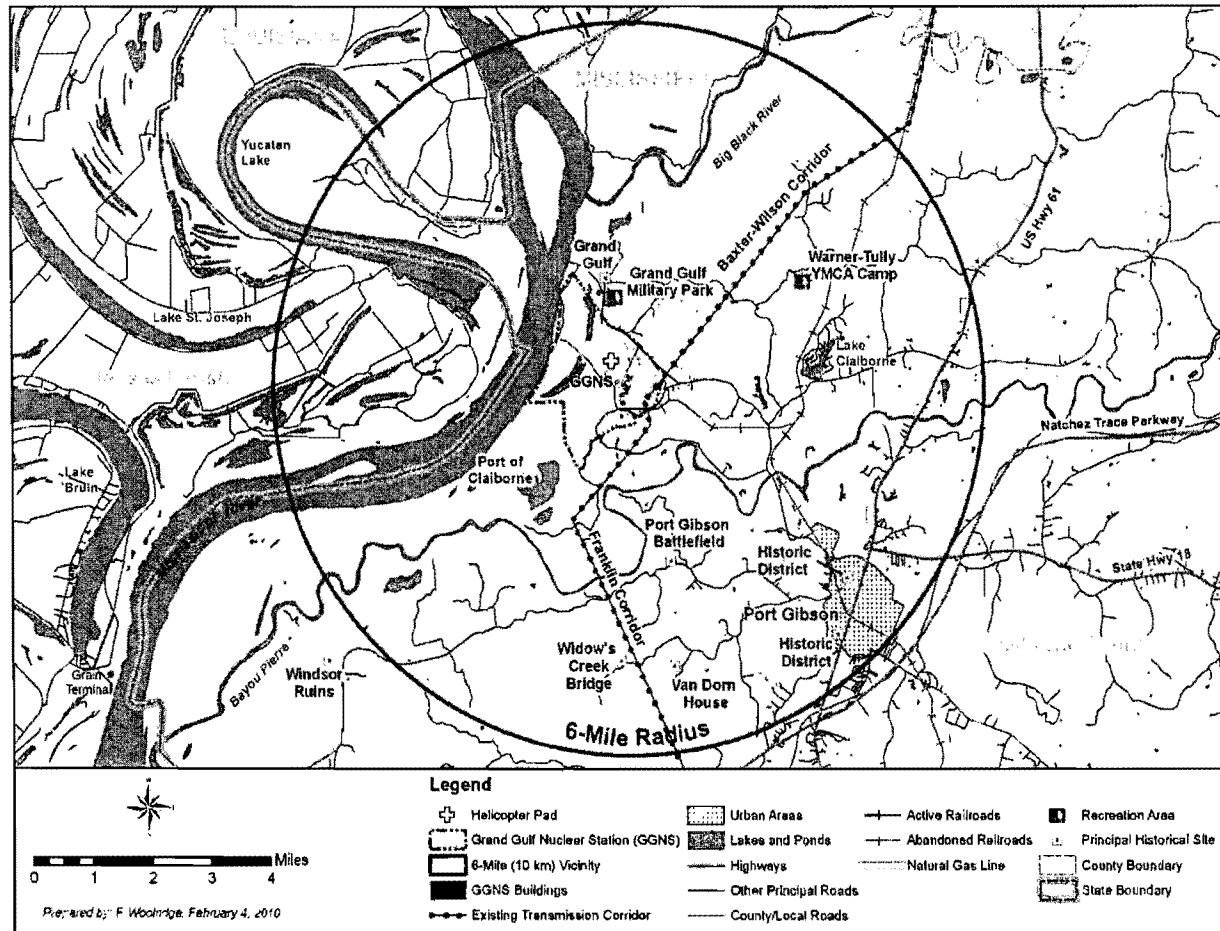 Yucatan
Lake
Big Black River
US Hwy 61
Baxter-Wilson Corridor
Grand
Gulf
Grand Gulf
Military Park
Warner-Tully
YMCA Camp
Lake St. Joseph
Lake
Claiborne
GGNS
Natchez Trace Parkway
Lake
Bruin
Port of
Claiborne
Port Gibson
Battlefield
Historic
District
State Hwy 18
Franklin Corridor
Port Gibson
Historic
District
Widow's
Creek
Bridge
Van Dorn
House
Bayou Pierre
Windsor
Ruins
Grain
Terminal
6-Mile Radius
Legend
Helicopter Pad
Grand Gulf Nuclear Station (GGNS)
6-Mile (10 km) Vicinity
GGNS Buildings
Existing Transmission Corridor
Urban Areas
Lakes and Ponds
Highways
Other Principal Roads
County/Local Roads
Active Railroads
Abandoned Railroads
Natural Gas Line
Recreation Area
Principal Historical Site
County Boundary
State Boundary
Miles
0 1 2 3 4
Prepared by: F. Woolridge, February 4, 2010